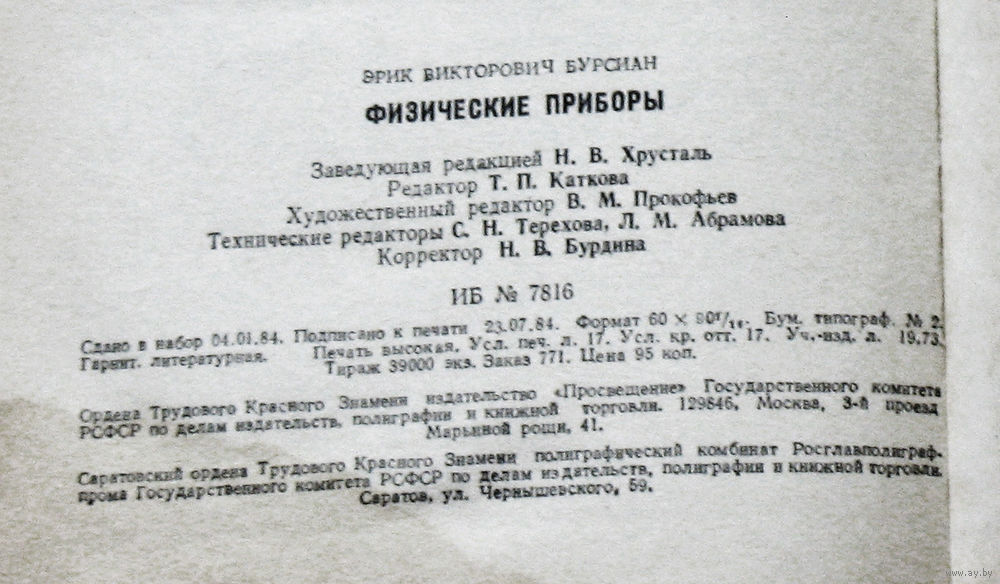 ЭРИК ВИКТОРОВИЧ БУРСИАН
ФИЗИЧЕСКИЕ ПРИБОРЫ
Заведующая редакцией Н. В. Хрусталь
Редактор Т. П. Каткова
Художественный редактор В. М. Прокофьев
Технические редакторы С. Н. Терехова, Л. М. Абрамова
Корректор Н. В. Бурдина
ИБ № 7816
Сдано в набор 04.01.84. Подписано к печати 23.07.84. Формат 60 × 90¹/₁₆. Бум. типограф. № 2.
Гарнит. литературная. Печать высокая. Усл. печ. л. 17. Усл. кр. отт. 17. Уч.-изд. л. 19,73.
Тираж 39000 экз. Заказ 771. Цена 95 коп.
Ордена Трудового Красного Знамени издательство «Просвещение» Государственного комитета
РСФСР по делам издательств, полиграфии и книжной торговли. 129846, Москва, 3-й проезд
Марьиной рощи, 41.
Саратовский ордена Трудового Красного Знамени полиграфический комбинат Росглавполиграф-
прома Государственного комитета РСФСР по делам издательств, полиграфии и книжной торговли.
Саратов, ул. Чернышевского, 59.
www.ay.by